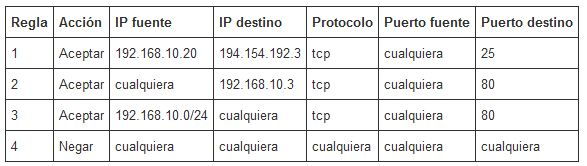 Regla Acción IP fuente IP destino Protocolo Puerto fuente Puerto destino
1 Aceptar 192.168.10.20 194.154.192.3 tcp cualquiera 25
2 Aceptar cualquiera 192.168.10.3 tcp cualquiera 80
3 Aceptar 192.168.10.0/24 cualquiera tcp cualquiera 80
4 Negar cualquiera cualquiera cualquiera cualquiera cualquiera